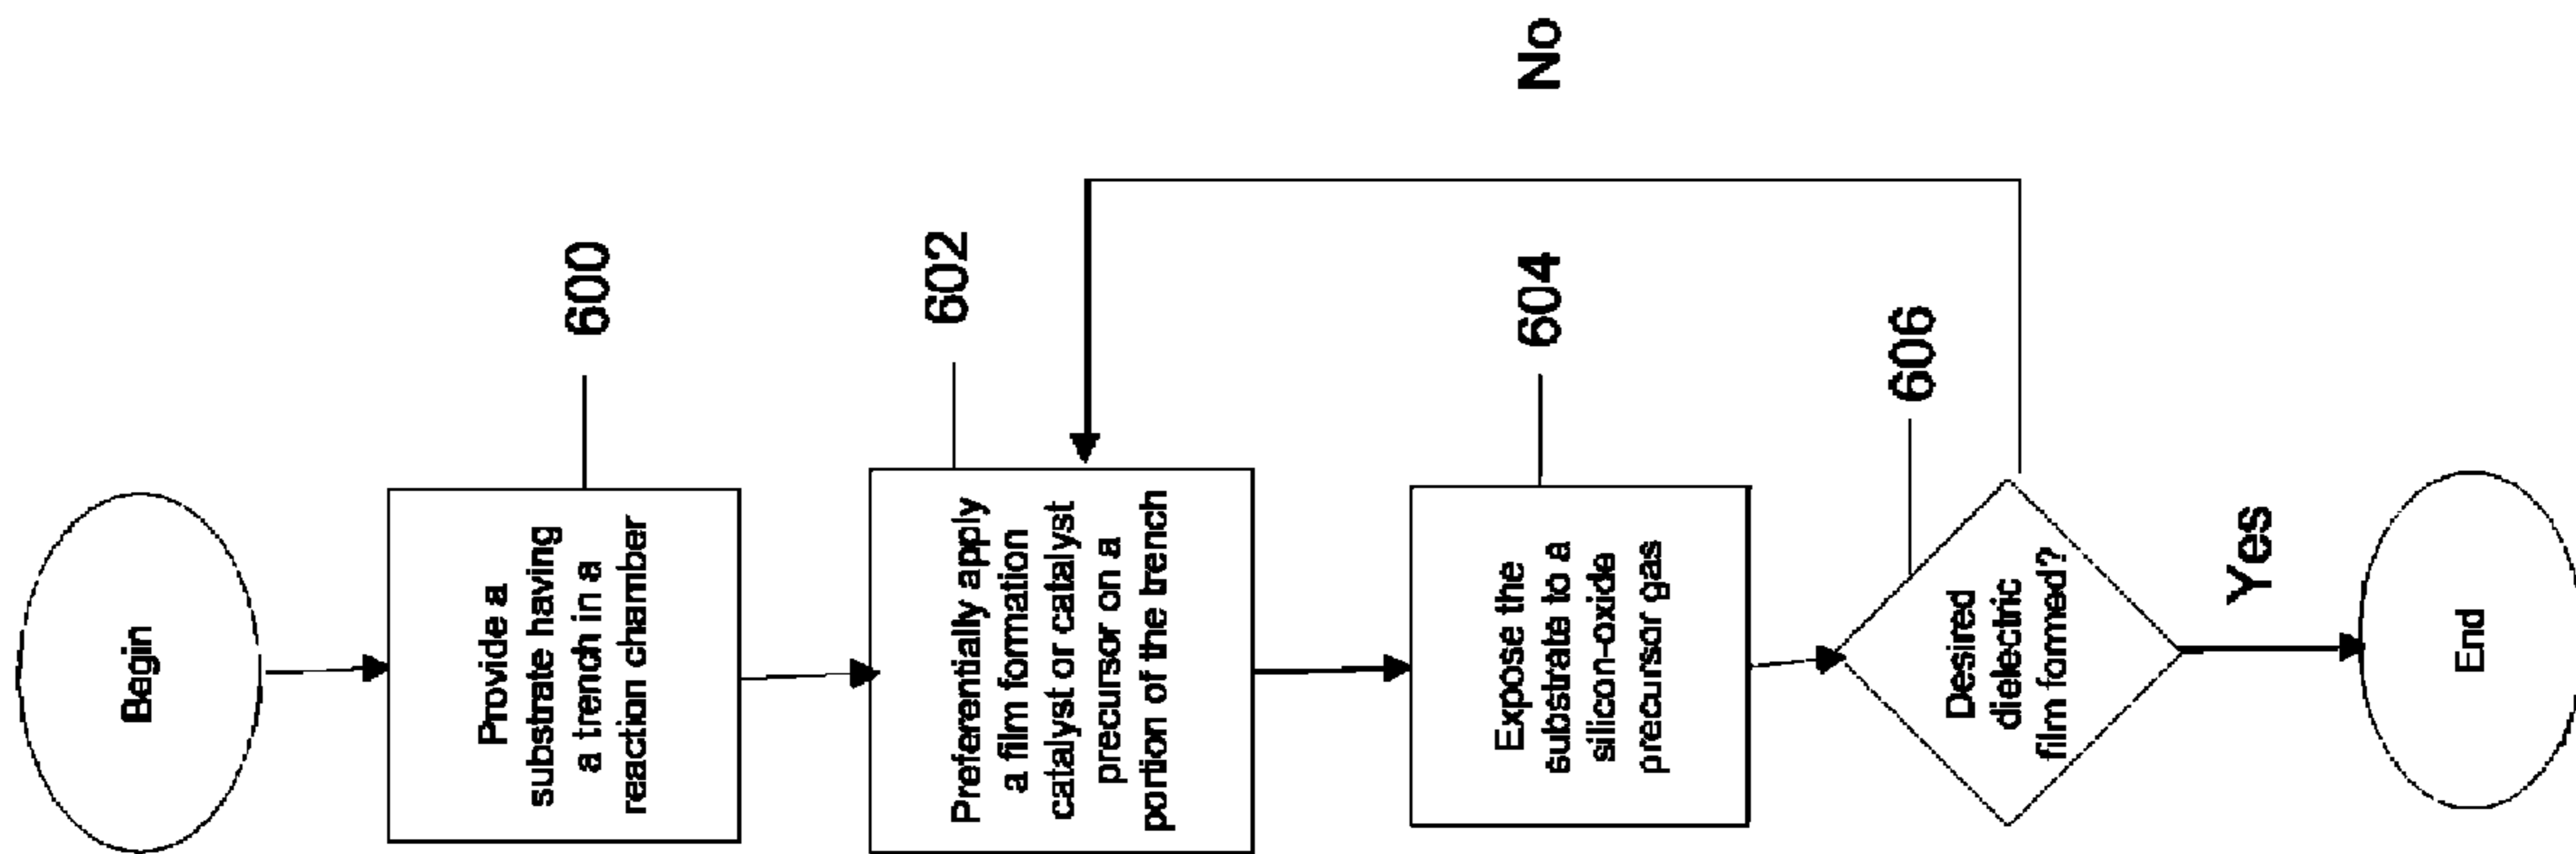 Begin
Provide a
substrate having
a trench in a
reaction chamber
600
Preferentially apply
a film formation
catalyst or catalyst
precursor on a
portion of the trench
602
Expose the
substrate to a
silicon-oxide
precursor gas
604
No
Desired
dielectric
film formed?
606
Yes
End